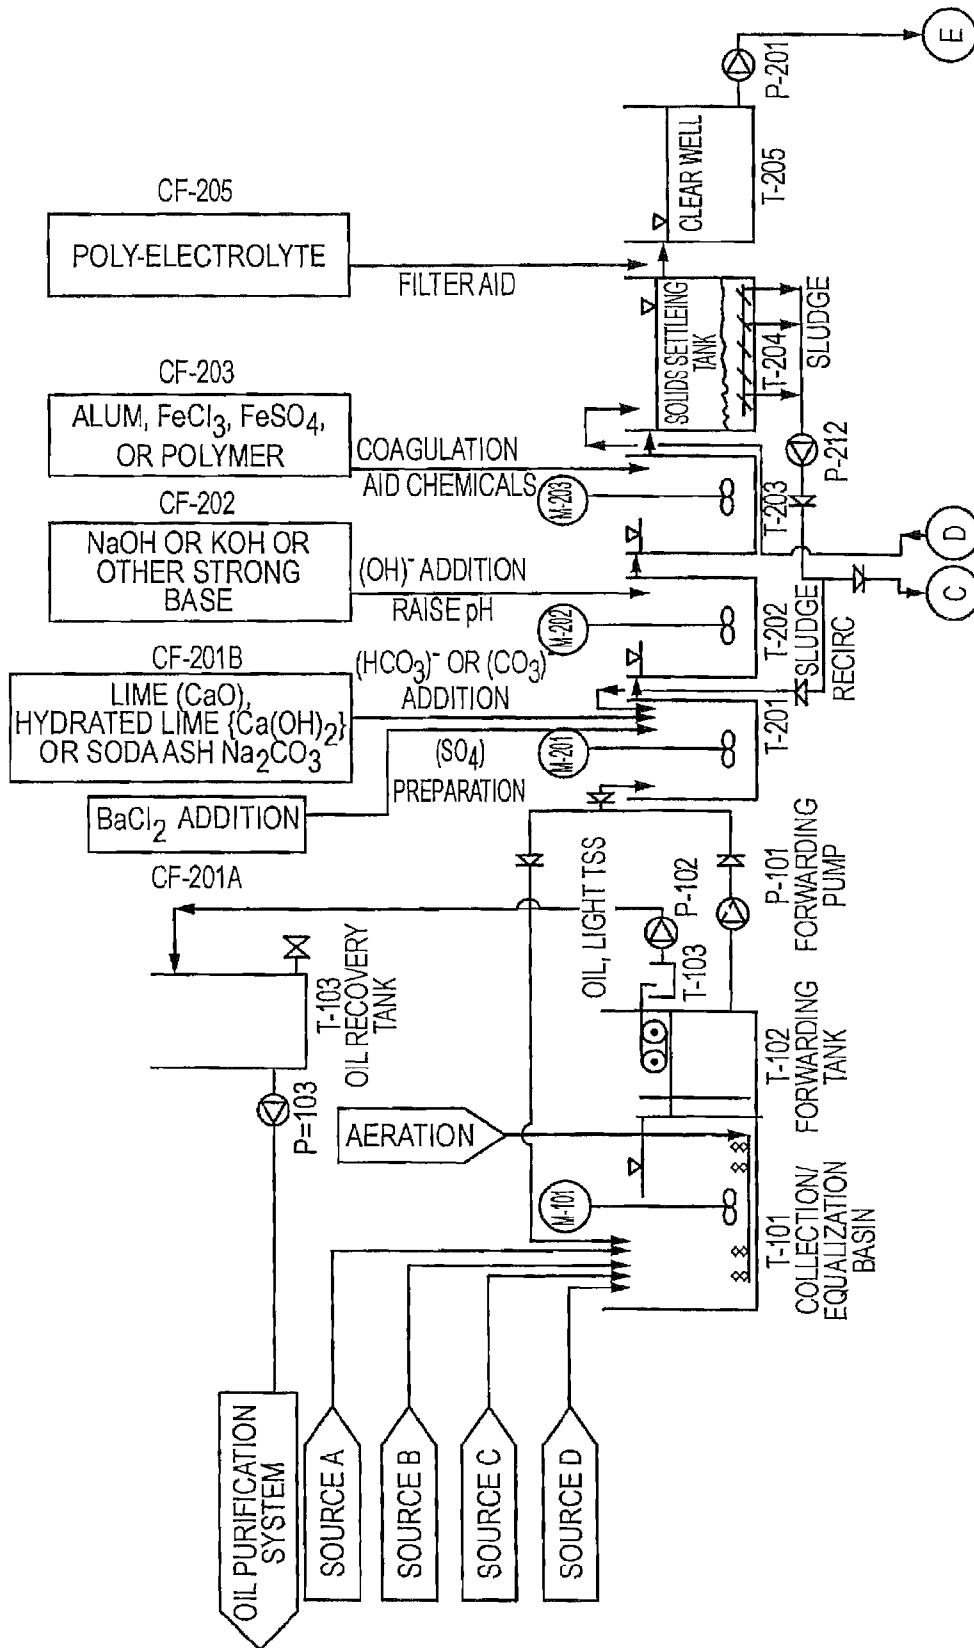 OIL PURIFICATION
SYSTEM
SOURCE A
SOURCE B
SOURCE C
SOURCE D
P=103
T-103
OIL RECOVERY
TANK
AERATION
M-101
T-101
COLLECTION/
EQUALIZATION
BASIN
T-102
FORWARDING
TANK
T-103
P-102
OIL, LIGHT TSS
P-101
FORWARDING
PUMP
CF-201A
BaCl2 ADDITION
(SO4)
PREPARATION
CF-201B
LIME (CaO),
HYDRATED LIME {Ca(OH)2}
OR SODA ASH Na2CO3
(HCO3)- OR (CO3)-
ADDITION
M-201
T-201
SLUDGE
RECIRC
CF-202
NaOH OR KOH OR
OTHER STRONG
BASE
(OH)- ADDITION
RAISE pH
M-202
T-202
CF-203
ALUM, FeCl3, FeSO4,
OR POLYMER
COAGULATION
AID CHEMICALS
M-203
T-203
C
D
P-212
SOLIDS SETTLEING
TANK
T-204
SLUDGE
CF-205
POLY-ELECTROLYTE
FILTER AID
CLEAR WELL
T-205
P-201
E